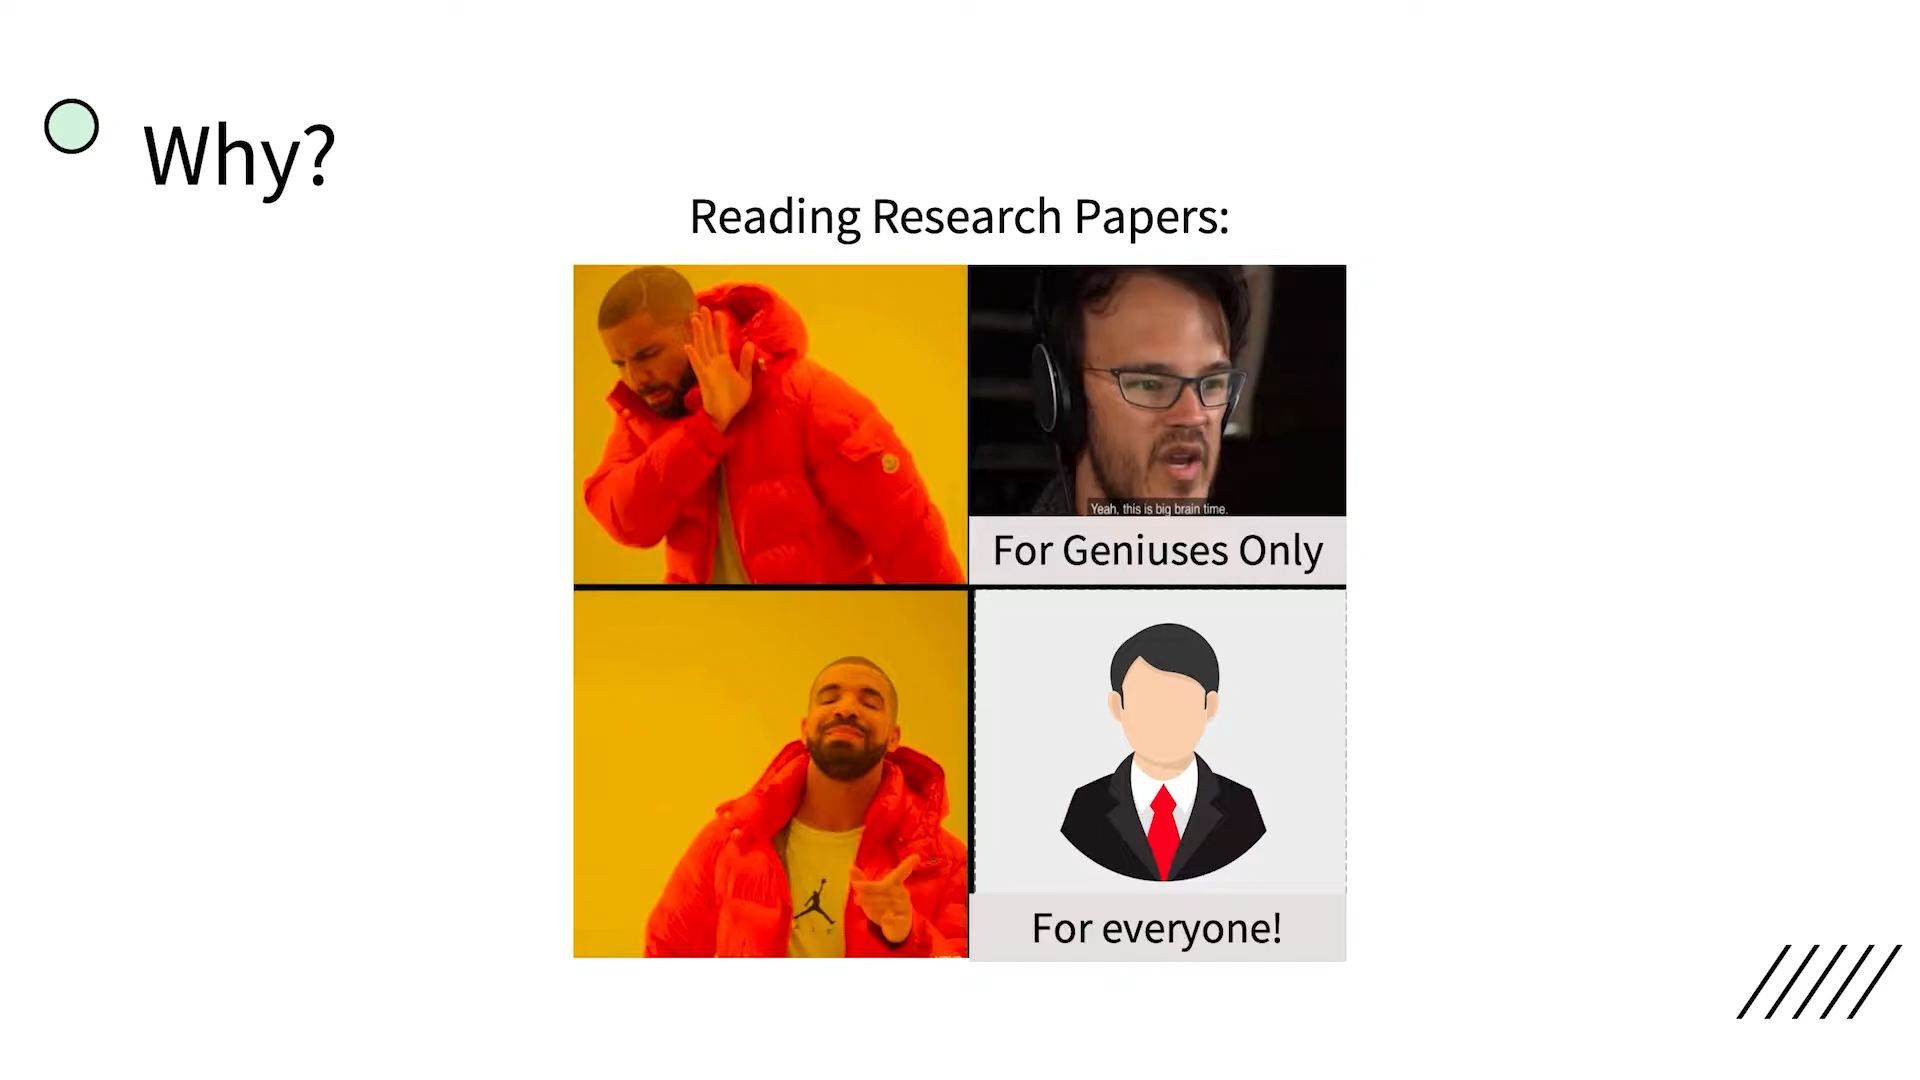 Why?
Reading Research Papers:
Yeah, this is big brain time.
For Geniuses Only
For everyone!